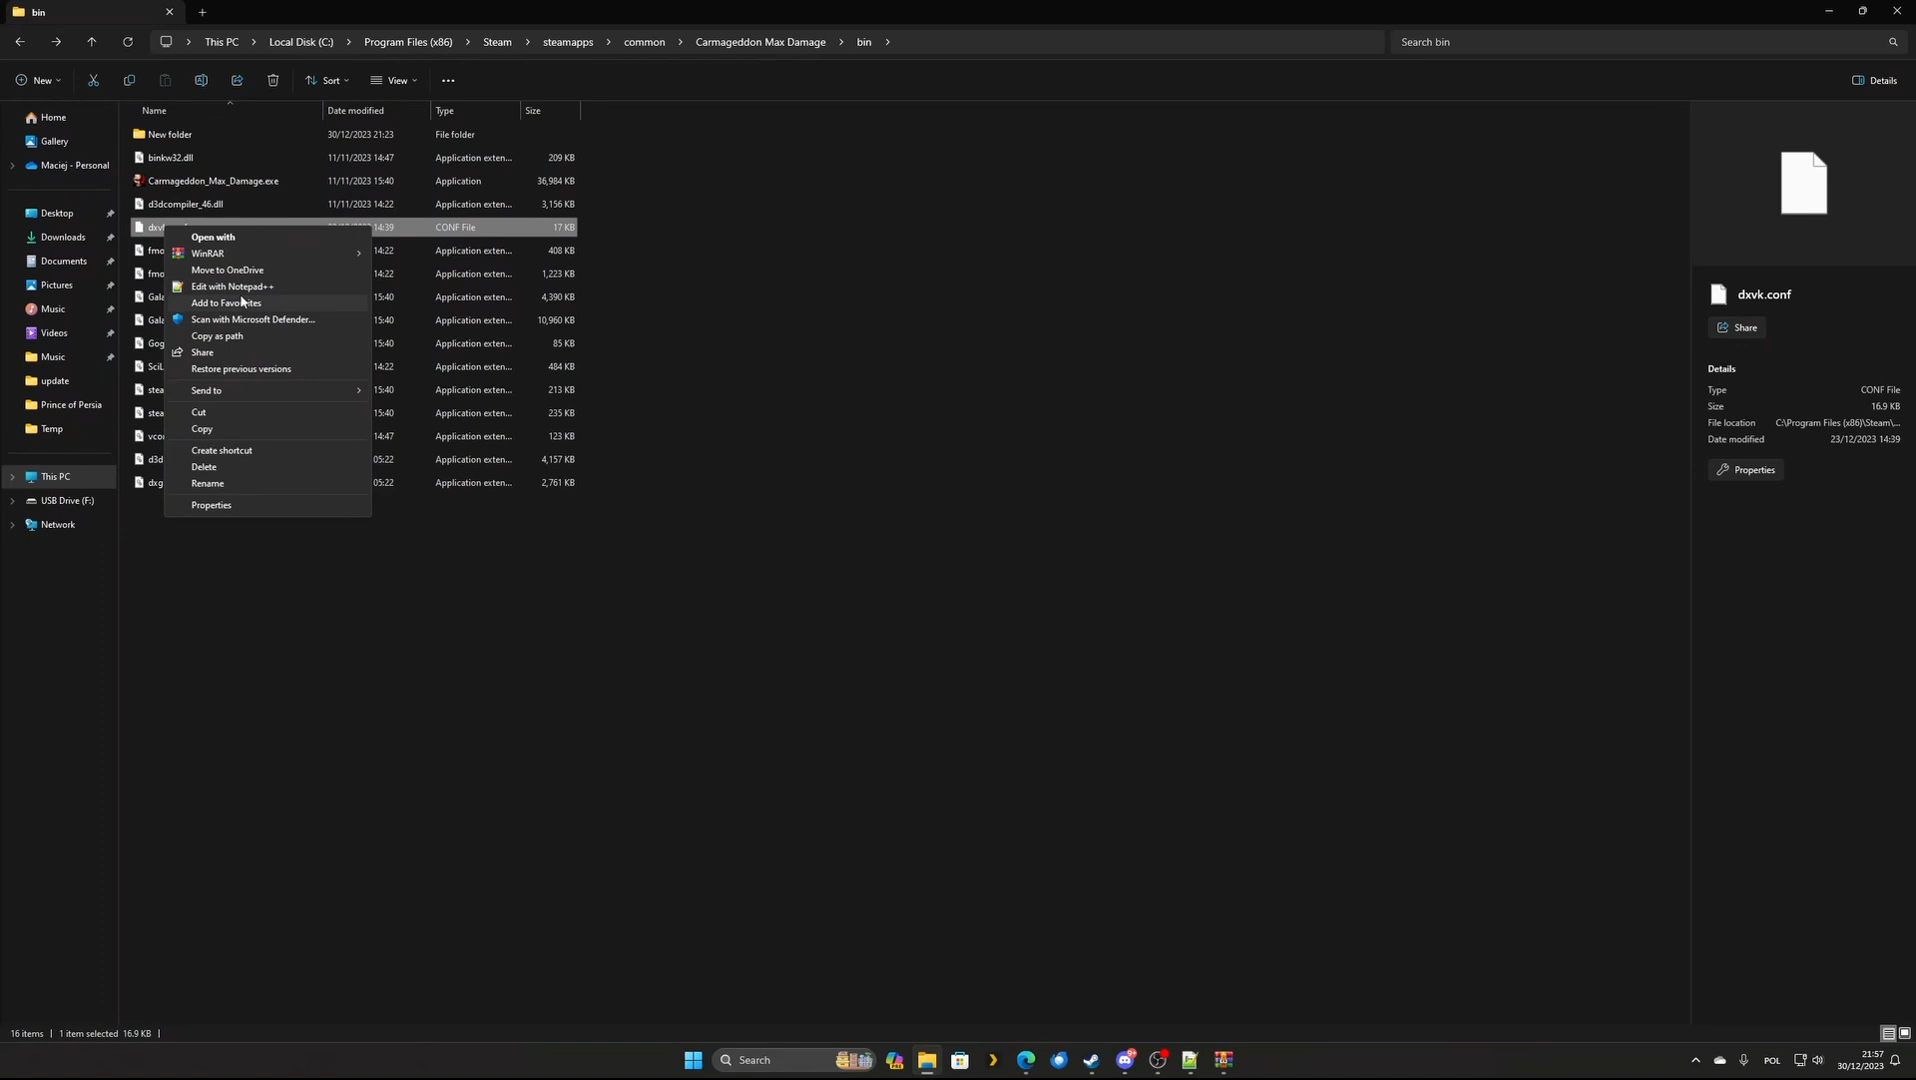 bin
This PC
Local Disk (C:)
Program Files (x86)
Steam
steamapps
common
Carmageddon Max Damage
bin
Search bin
New
Sort
View
Details
Name
Date modified
Type
Size
Home
Gallery
Maciej - Personal
Desktop
Downloads
Documents
Pictures
Music
Videos
Music
update
Prince of Persia
Temp
This PC
USB Drive (F:)
Network
New folder 30/12/2023 21:23 File folder
binkw32.dll 11/11/2023 14:47 Application exten... 209 KB
Carmageddon_Max_Damage.exe 11/11/2023 15:40 Application 36,984 KB
d3dcompiler_46.dll 11/11/2023 14:22 Application exten... 3,156 KB
14:39 CONF File 17 KB
fmo 14:22 Application exten... 408 KB
fmo 14:22 Application exten... 1,223 KB
Gala 15:40 Application exten... 4,390 KB
Gala 15:40 Application exten... 10,960 KB
Gog 15:40 Application exten... 85 KB
SciL 14:22 Application exten... 484 KB
stea 15:40 Application exten... 213 KB
stea 15:40 Application exten... 235 KB
vco 14:47 Application exten... 123 KB
d3d 05:22 Application exten... 4,157 KB
dxg 05:22 Application exten... 2,761 KB
Open with
WinRAR
Move to OneDrive
Edit with Notepad++
Add to Favourites
Scan with Microsoft Defender...
Copy as path
Share
Restore previous versions
Send to
Cut
Copy
Create shortcut
Delete
Rename
Properties
dxvk.conf
Share
Details
Type CONF File
Size 16.9 KB
File location C:\Program Files (x86)\Steam\...
Date modified 23/12/2023 14:39
Properties
16 items
1 item selected 16.9 KB
Search
POL
21:57
30/12/2023